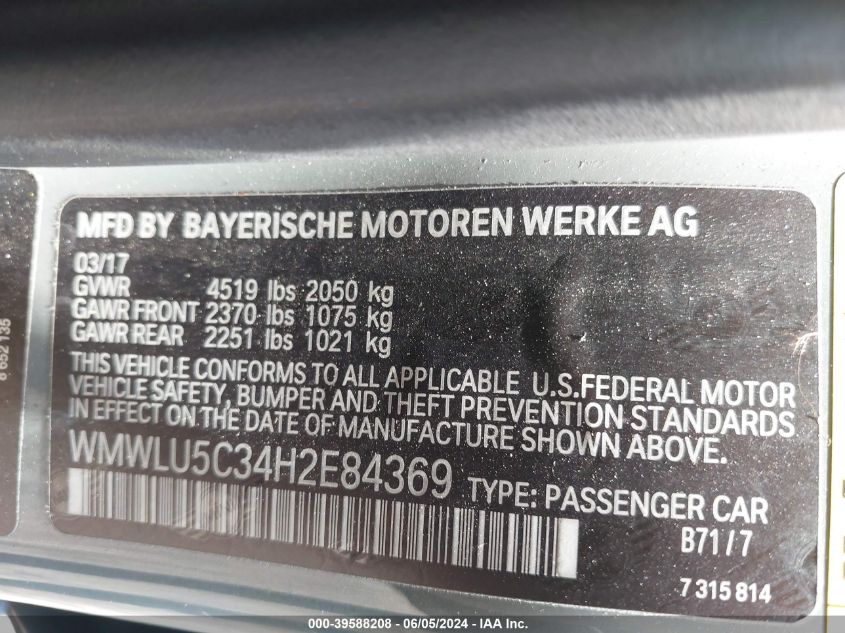 MFD BY BAYERISCHE MOTOREN WERKE AG
03/17
GVWR 4519 lbs 2050 kg
GAWR FRONT 2370 lbs 1075 kg
GAWR REAR 2251 lbs 1021 kg
THIS VEHICLE CONFORMS TO ALL APPLICABLE U.S.FEDERAL MOTOR
VEHICLE SAFETY, BUMPER AND THEFT PREVENTION STANDARDS
IN EFFECT ON THE DATE OF MANUFACTURE SHOWN ABOVE.
WMWLU5C34H2E84369 TYPE: PASSENGER CAR
B71/7
7 315 814
8 652 135
000-39588208 - 06/05/2024 - IAA Inc.